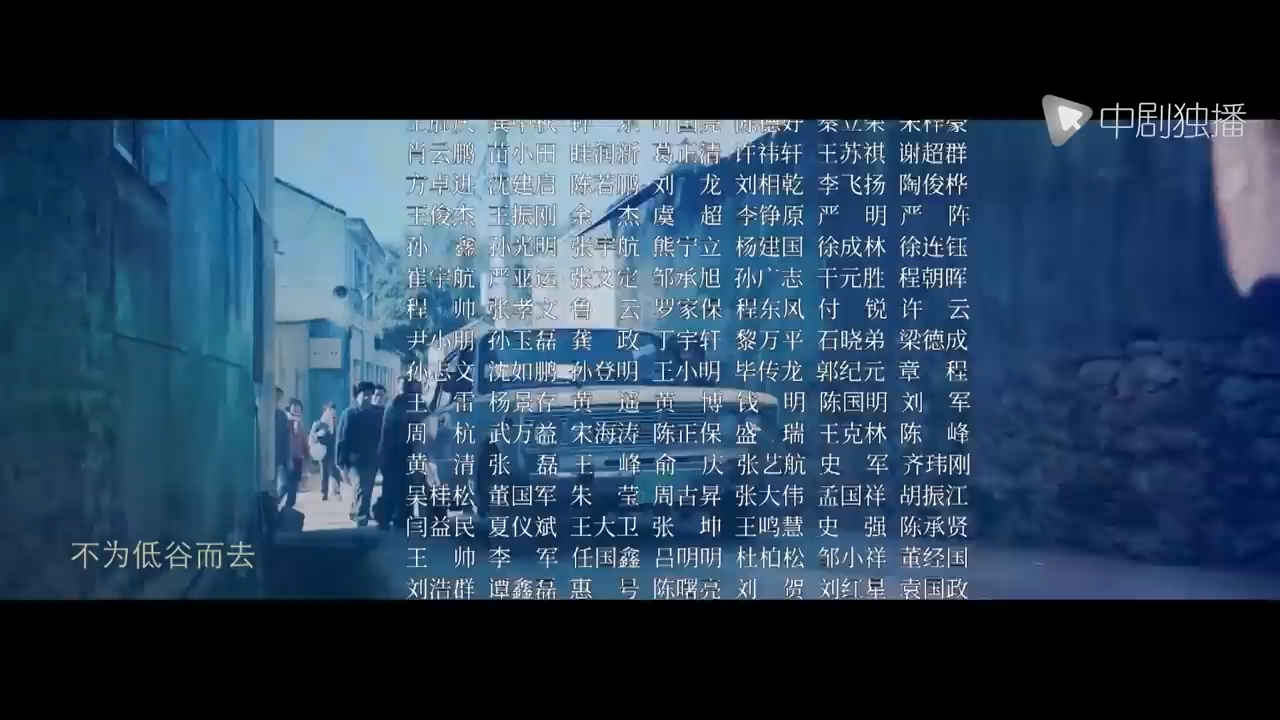 中剧独播
肖云鹏 苗小田 眭润新 葛正清 许祎轩 王苏祺 谢超群
方卓进 沈建启 陈若鹏 刘 龙 刘相乾 李飞扬 陶俊桦
王俊杰 王振刚 余 杰 虞 超 李铮原 严 明 严 阵
孙 鑫 孙光明 张宇航 熊宁立 杨建国 徐成林 徐连钰
崔宇航 严亚运 张文定 邹承旭 孙广志 干元胜 程朝晖
程 帅 张孝文 鲁 云 罗家保 程东风 付 锐 许 云
尹小朋 孙玉磊 龚 政 丁宇轩 黎万平 石晓弟 梁德成
孙志文 沈如鹏 孙登明 王小明 毕传龙 郭纪元 章 程
王 雷 杨景存 黄 遥 黄 博 钱 明 陈国明 刘 军
周 杭 武万益 宋海涛 陈正保 盛 瑞 王克林 陈 峰
黄 清 张 磊 王 峰 俞 庆 张艺航 史 军 齐玮刚
吴桂松 董国军 朱 莹 周古昇 张大伟 孟国祥 胡振江
闫益民 夏仪斌 王大卫 张 坤 王鸣慧 史 强 陈承贤
王 帅 李 军 任国鑫 吕明明 杜柏松 邹小祥 董经国
刘浩群 谭鑫磊 惠 号 陈曙亮 刘 贺 刘红星 袁国政
不为低谷而去